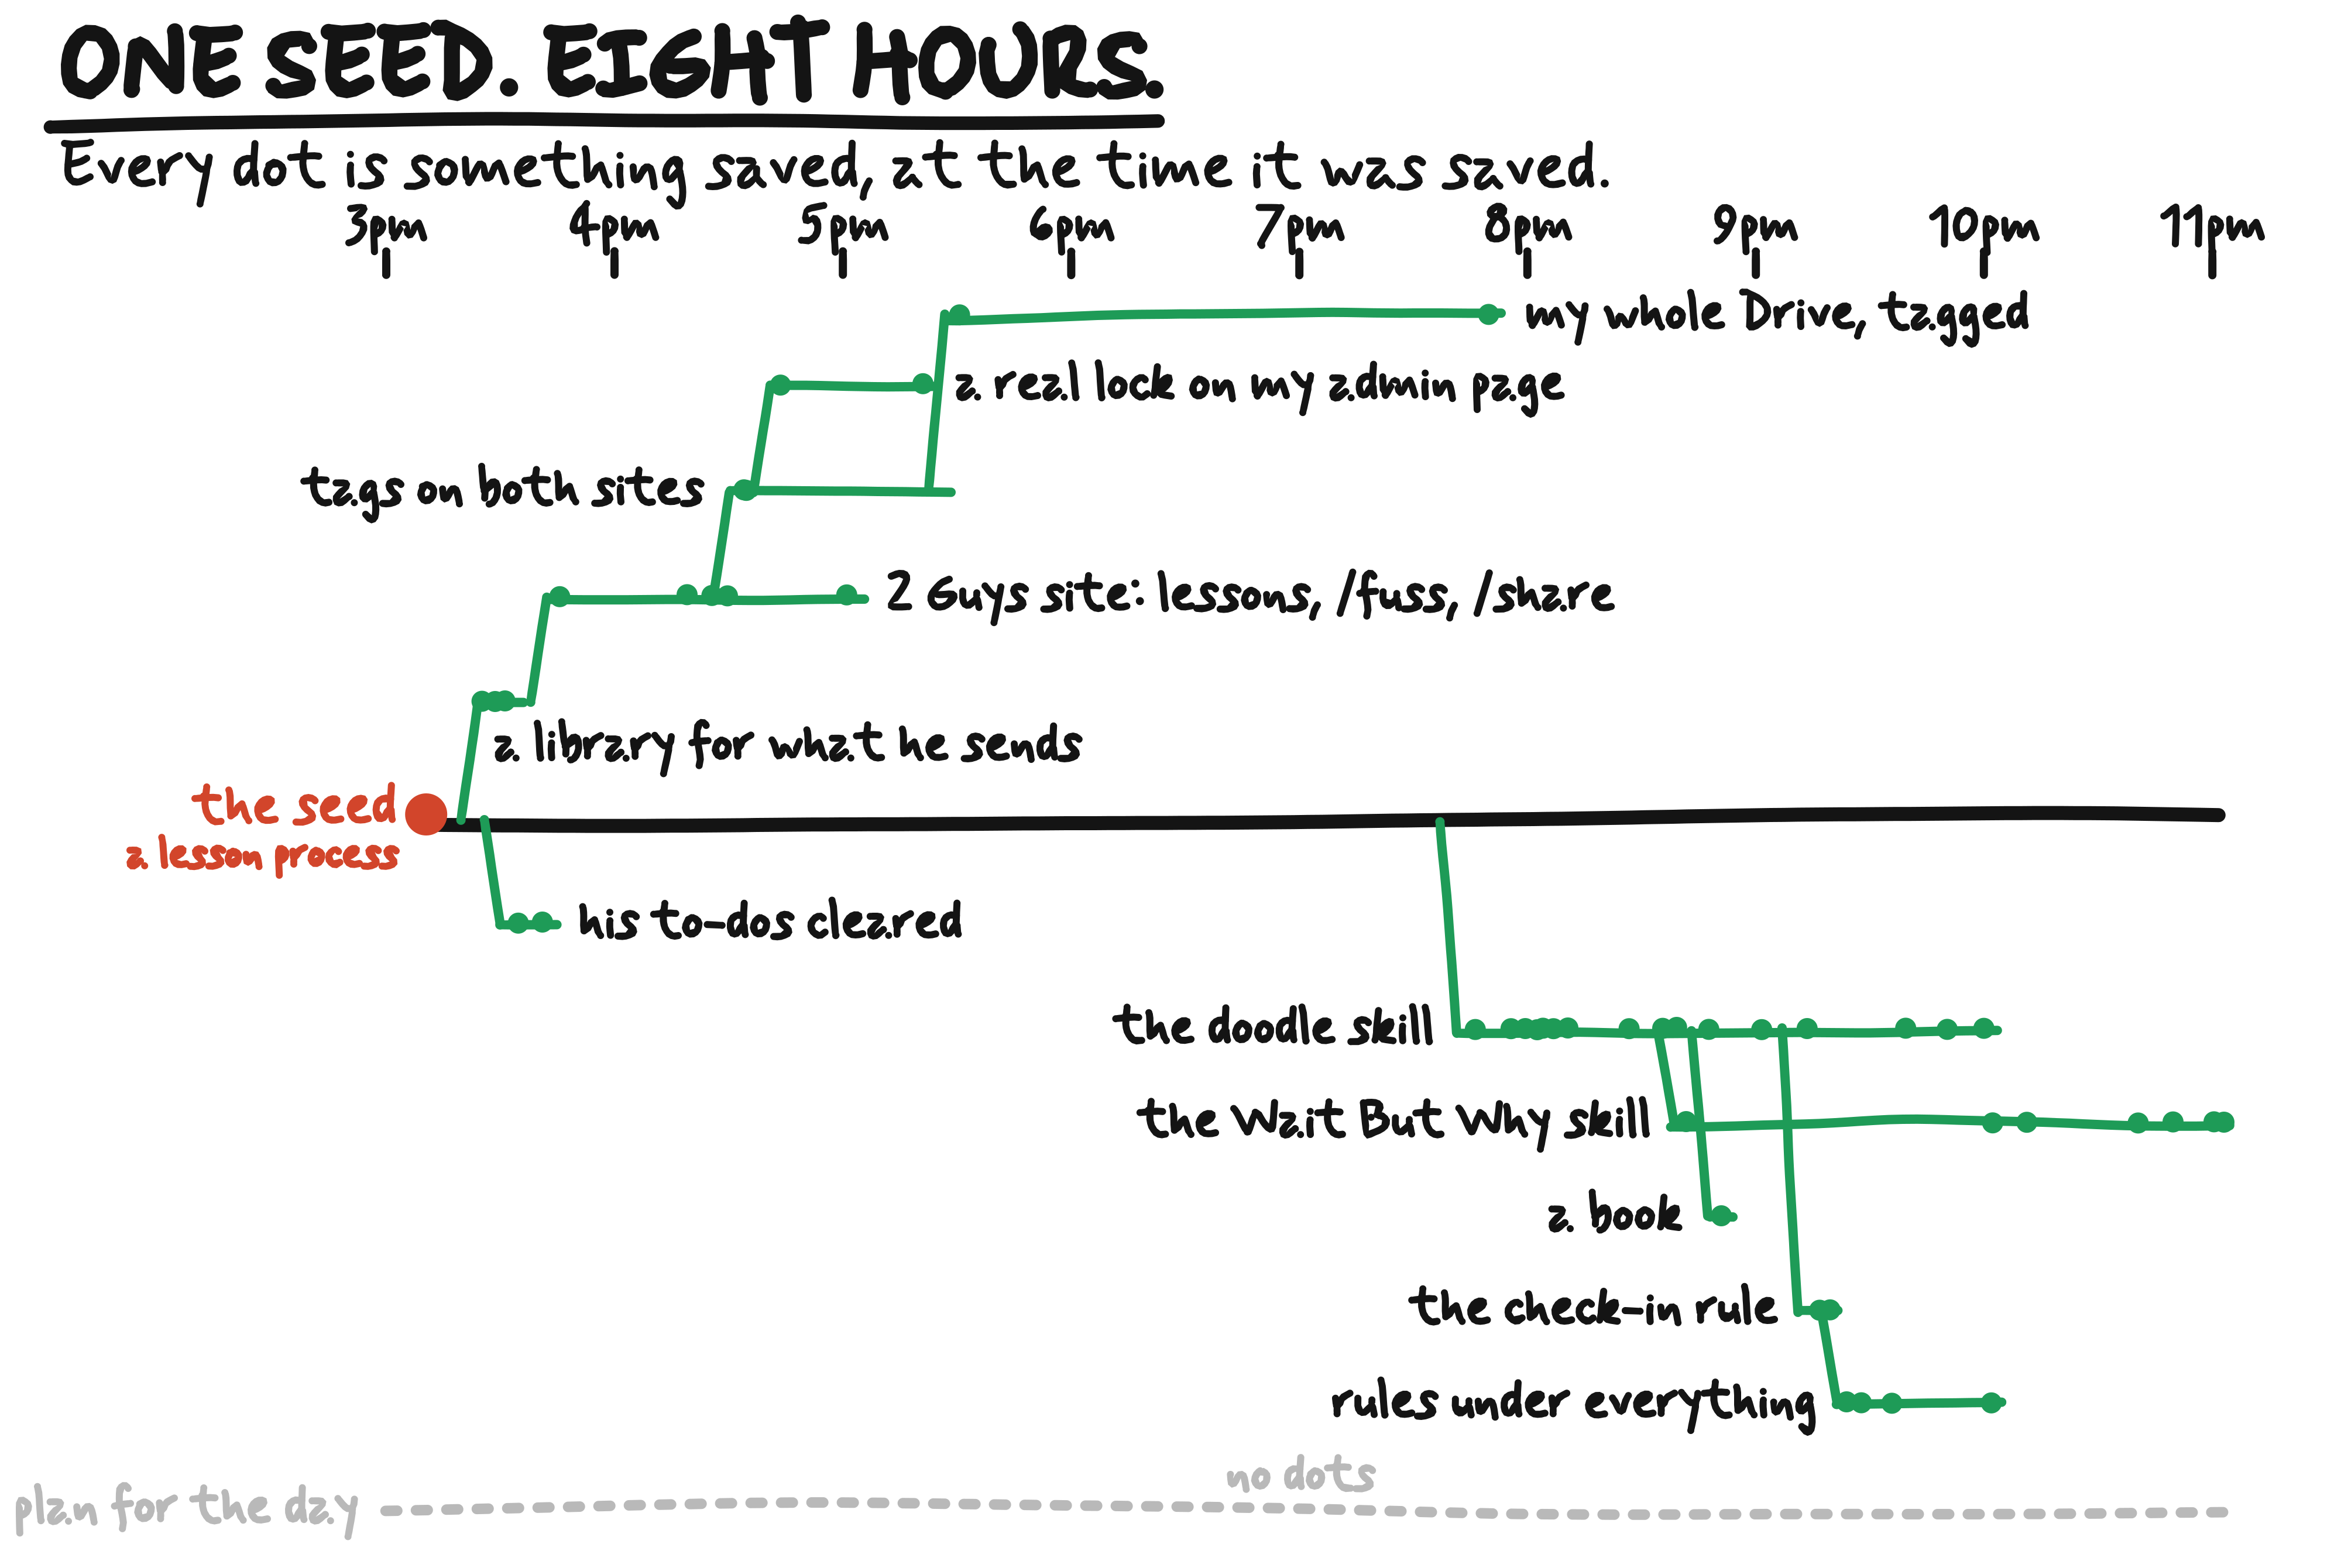 ONE SEED. EIGHT HOURS.
Every dot is something saved, at the time it was saved.
3pm 4pm 5pm 6pm 7pm 8pm 9pm 10pm 11pm
my whole Drive, tagged
a real lock on my admin page
tags on both sites
2 Guys site: lessons, /fuss, /share
a library for what he sends
the seed
a lesson process
his to-dos cleared
the doodle skill
the Wait But Why skill
a book
the check-in rule
rules under everything
no dots
plan for the day